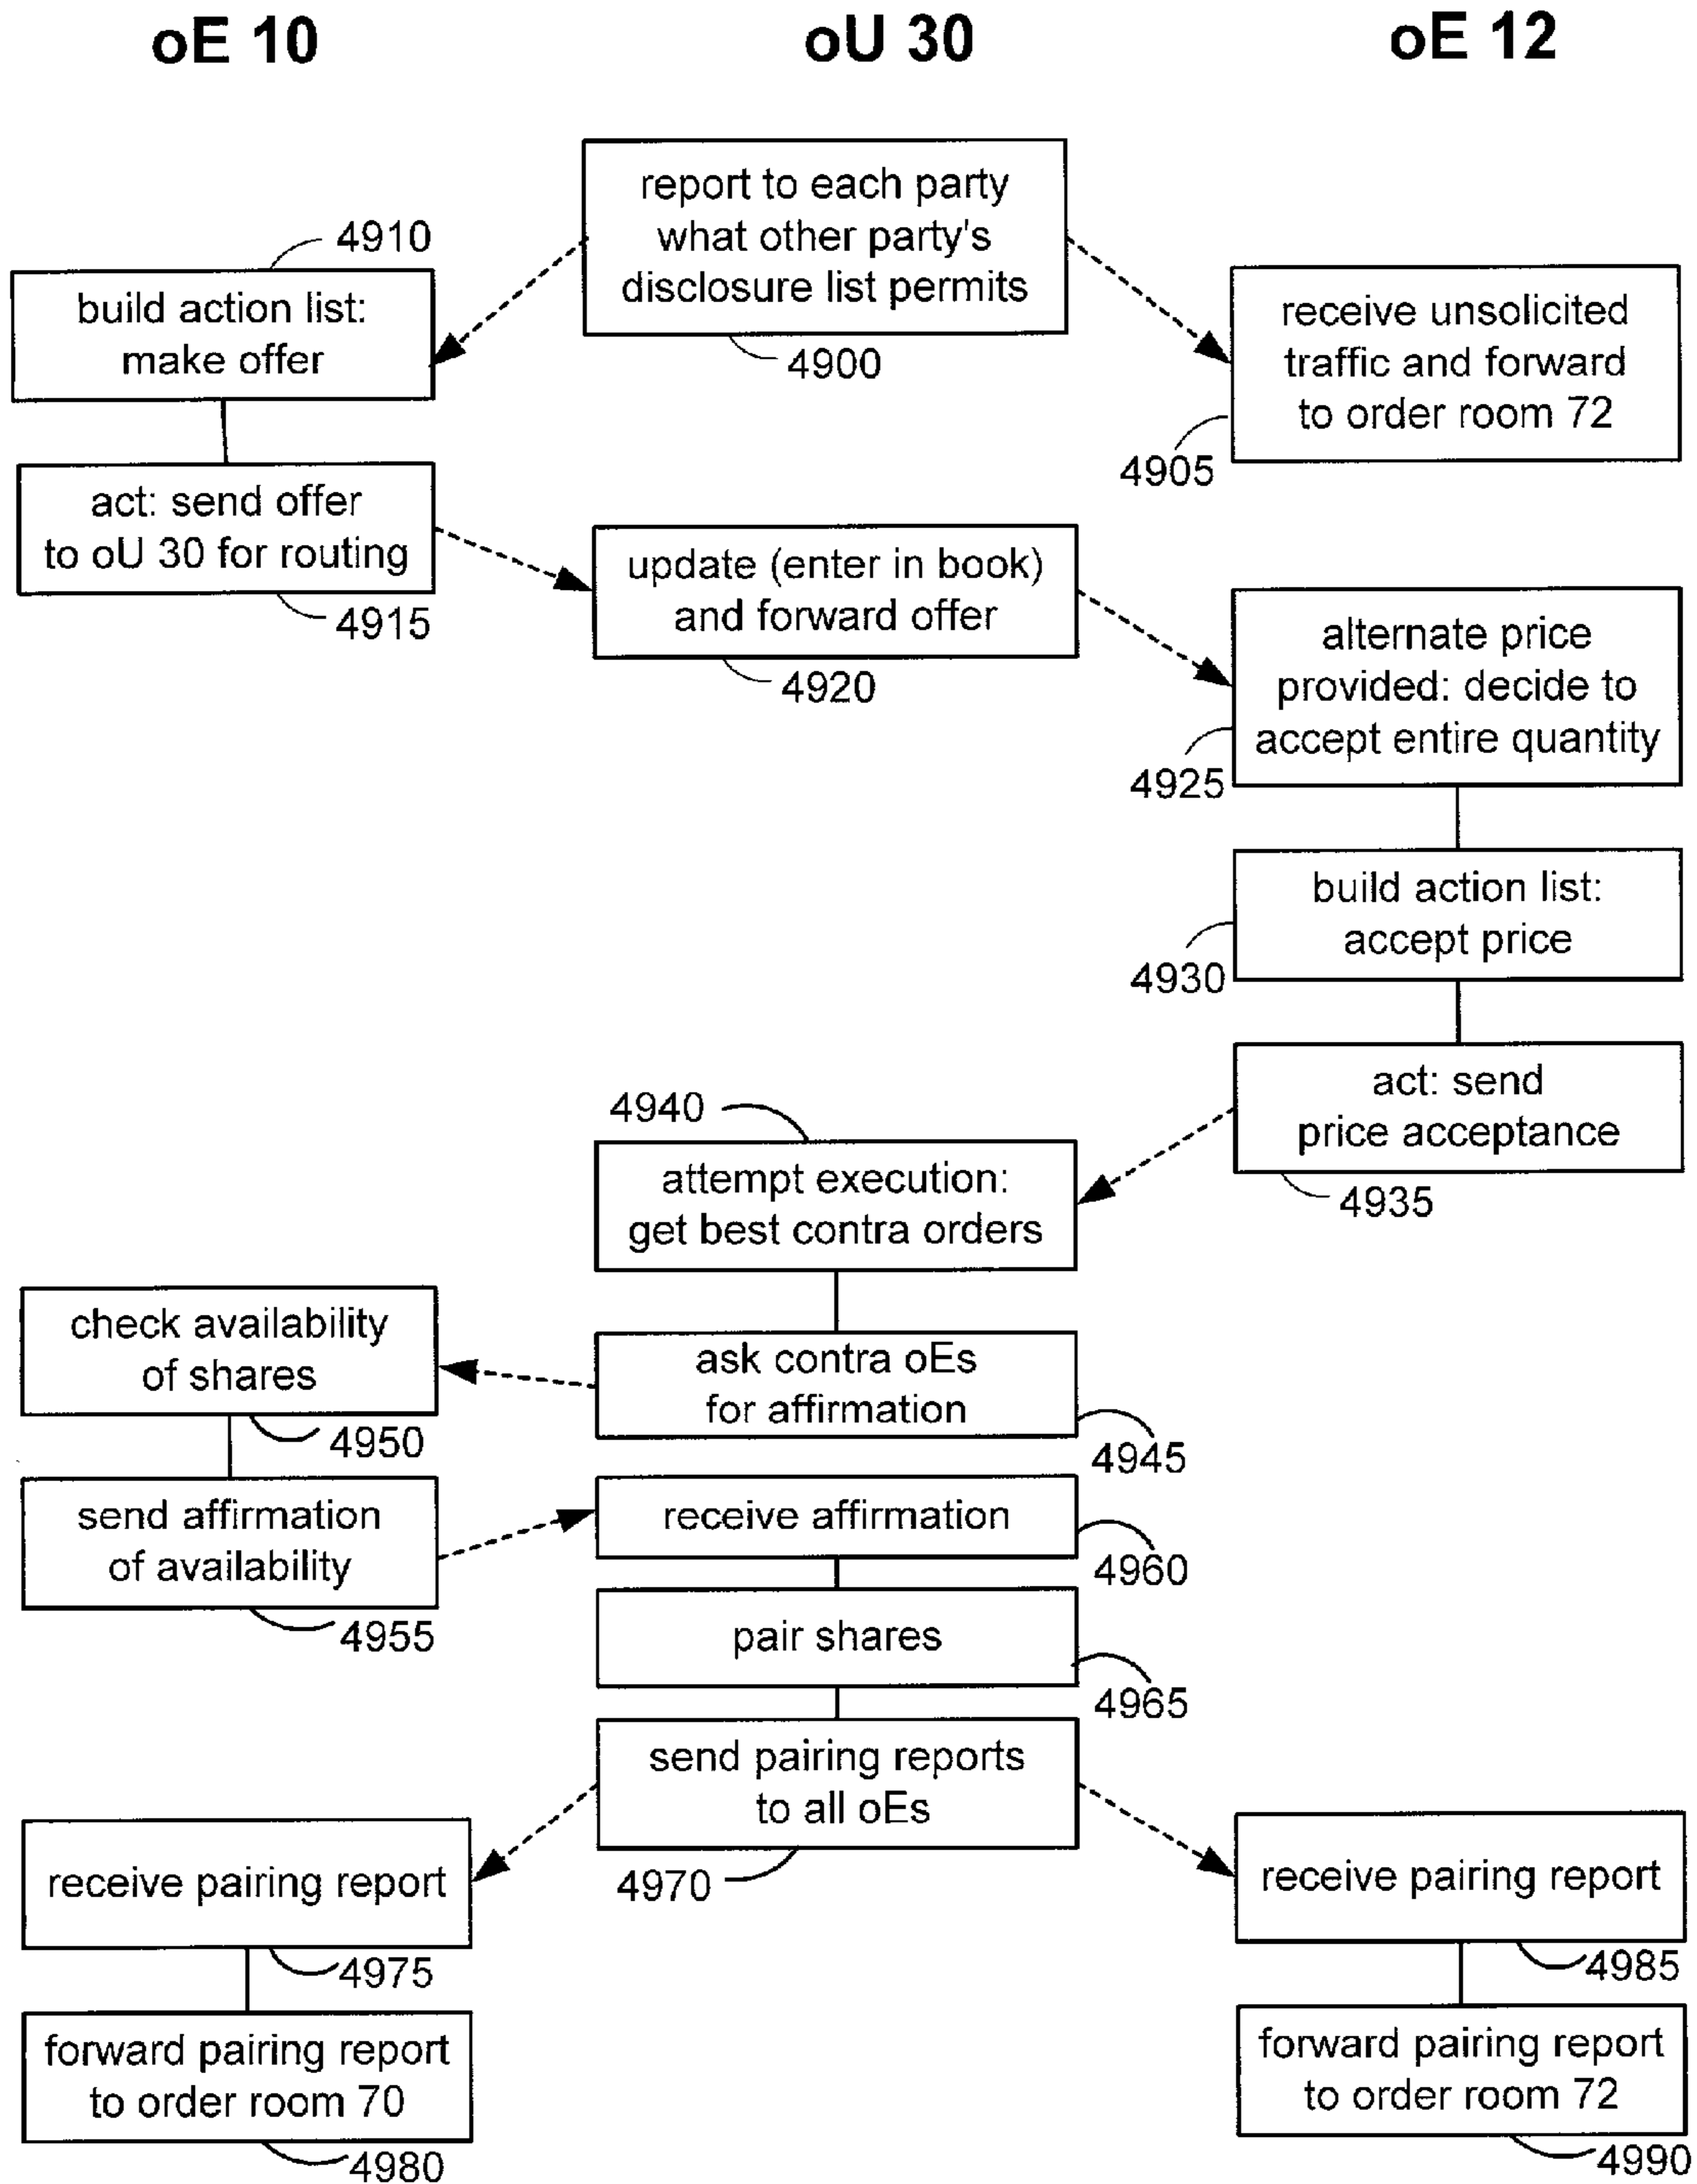 oE 10
oU 30
oE 12
report to each party
what other party's
disclosure list permits
4900
4910
build action list:
make offer
receive unsolicited
traffic and forward
to order room 72
4905
act: send offer
to oU 30 for routing
4915
update (enter in book)
and forward offer
4920
alternate price
provided: decide to
accept entire quantity
4925
build action list:
accept price
4930
act: send
price acceptance
4935
4940
attempt execution:
get best contra orders
ask contra oEs
for affirmation
4945
check availability
of shares
4950
send affirmation
of availability
4955
receive affirmation
4960
pair shares
4965
send pairing reports
to all oEs
4970
receive pairing report
4975
receive pairing report
4985
forward pairing report
to order room 70
4980
forward pairing report
to order room 72
4990